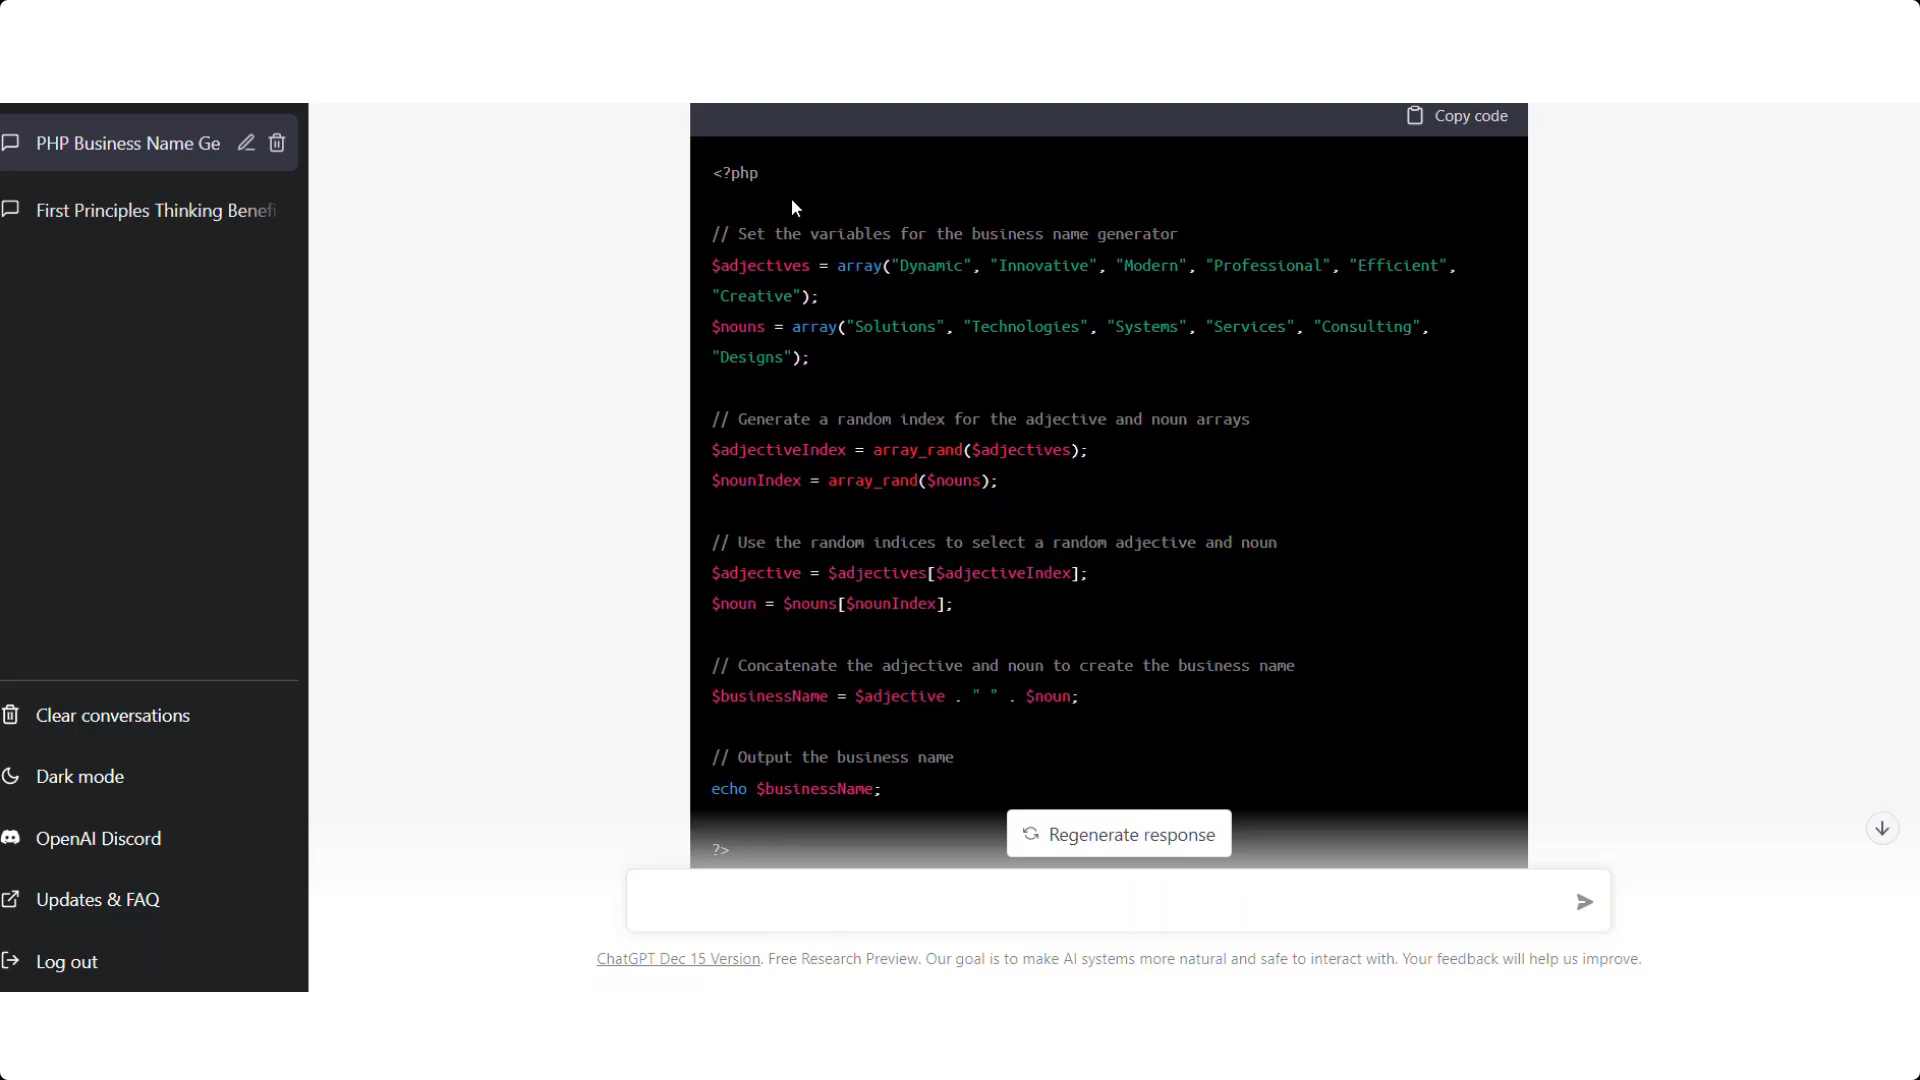 Copy code
PHP Business Name Ge
First Principles Thinking Benefi
<?php
// Set the variables for the business name generator
$adjectives = array("Dynamic", "Innovative", "Modern", "Professional", "Efficient",
"Creative");
$nouns = array("Solutions", "Technologies", "Systems", "Services", "Consulting",
"Designs");
// Generate a random index for the adjective and noun arrays
$adjectiveIndex = array_rand($adjectives);
$nounIndex = array_rand($nouns);
// Use the random indices to select a random adjective and noun
$adjective = $adjectives[$adjectiveIndex];
$noun = $nouns[$nounIndex];
// Concatenate the adjective and noun to create the business name
$businessName = $adjective . " " . $noun;
// Output the business name
echo $businessName;
?>
Clear conversations
Dark mode
OpenAI Discord
Updates & FAQ
Log out
Regenerate response
ChatGPT Dec 15 Version. Free Research Preview. Our goal is to make AI systems more natural and safe to interact with. Your feedback will help us improve.